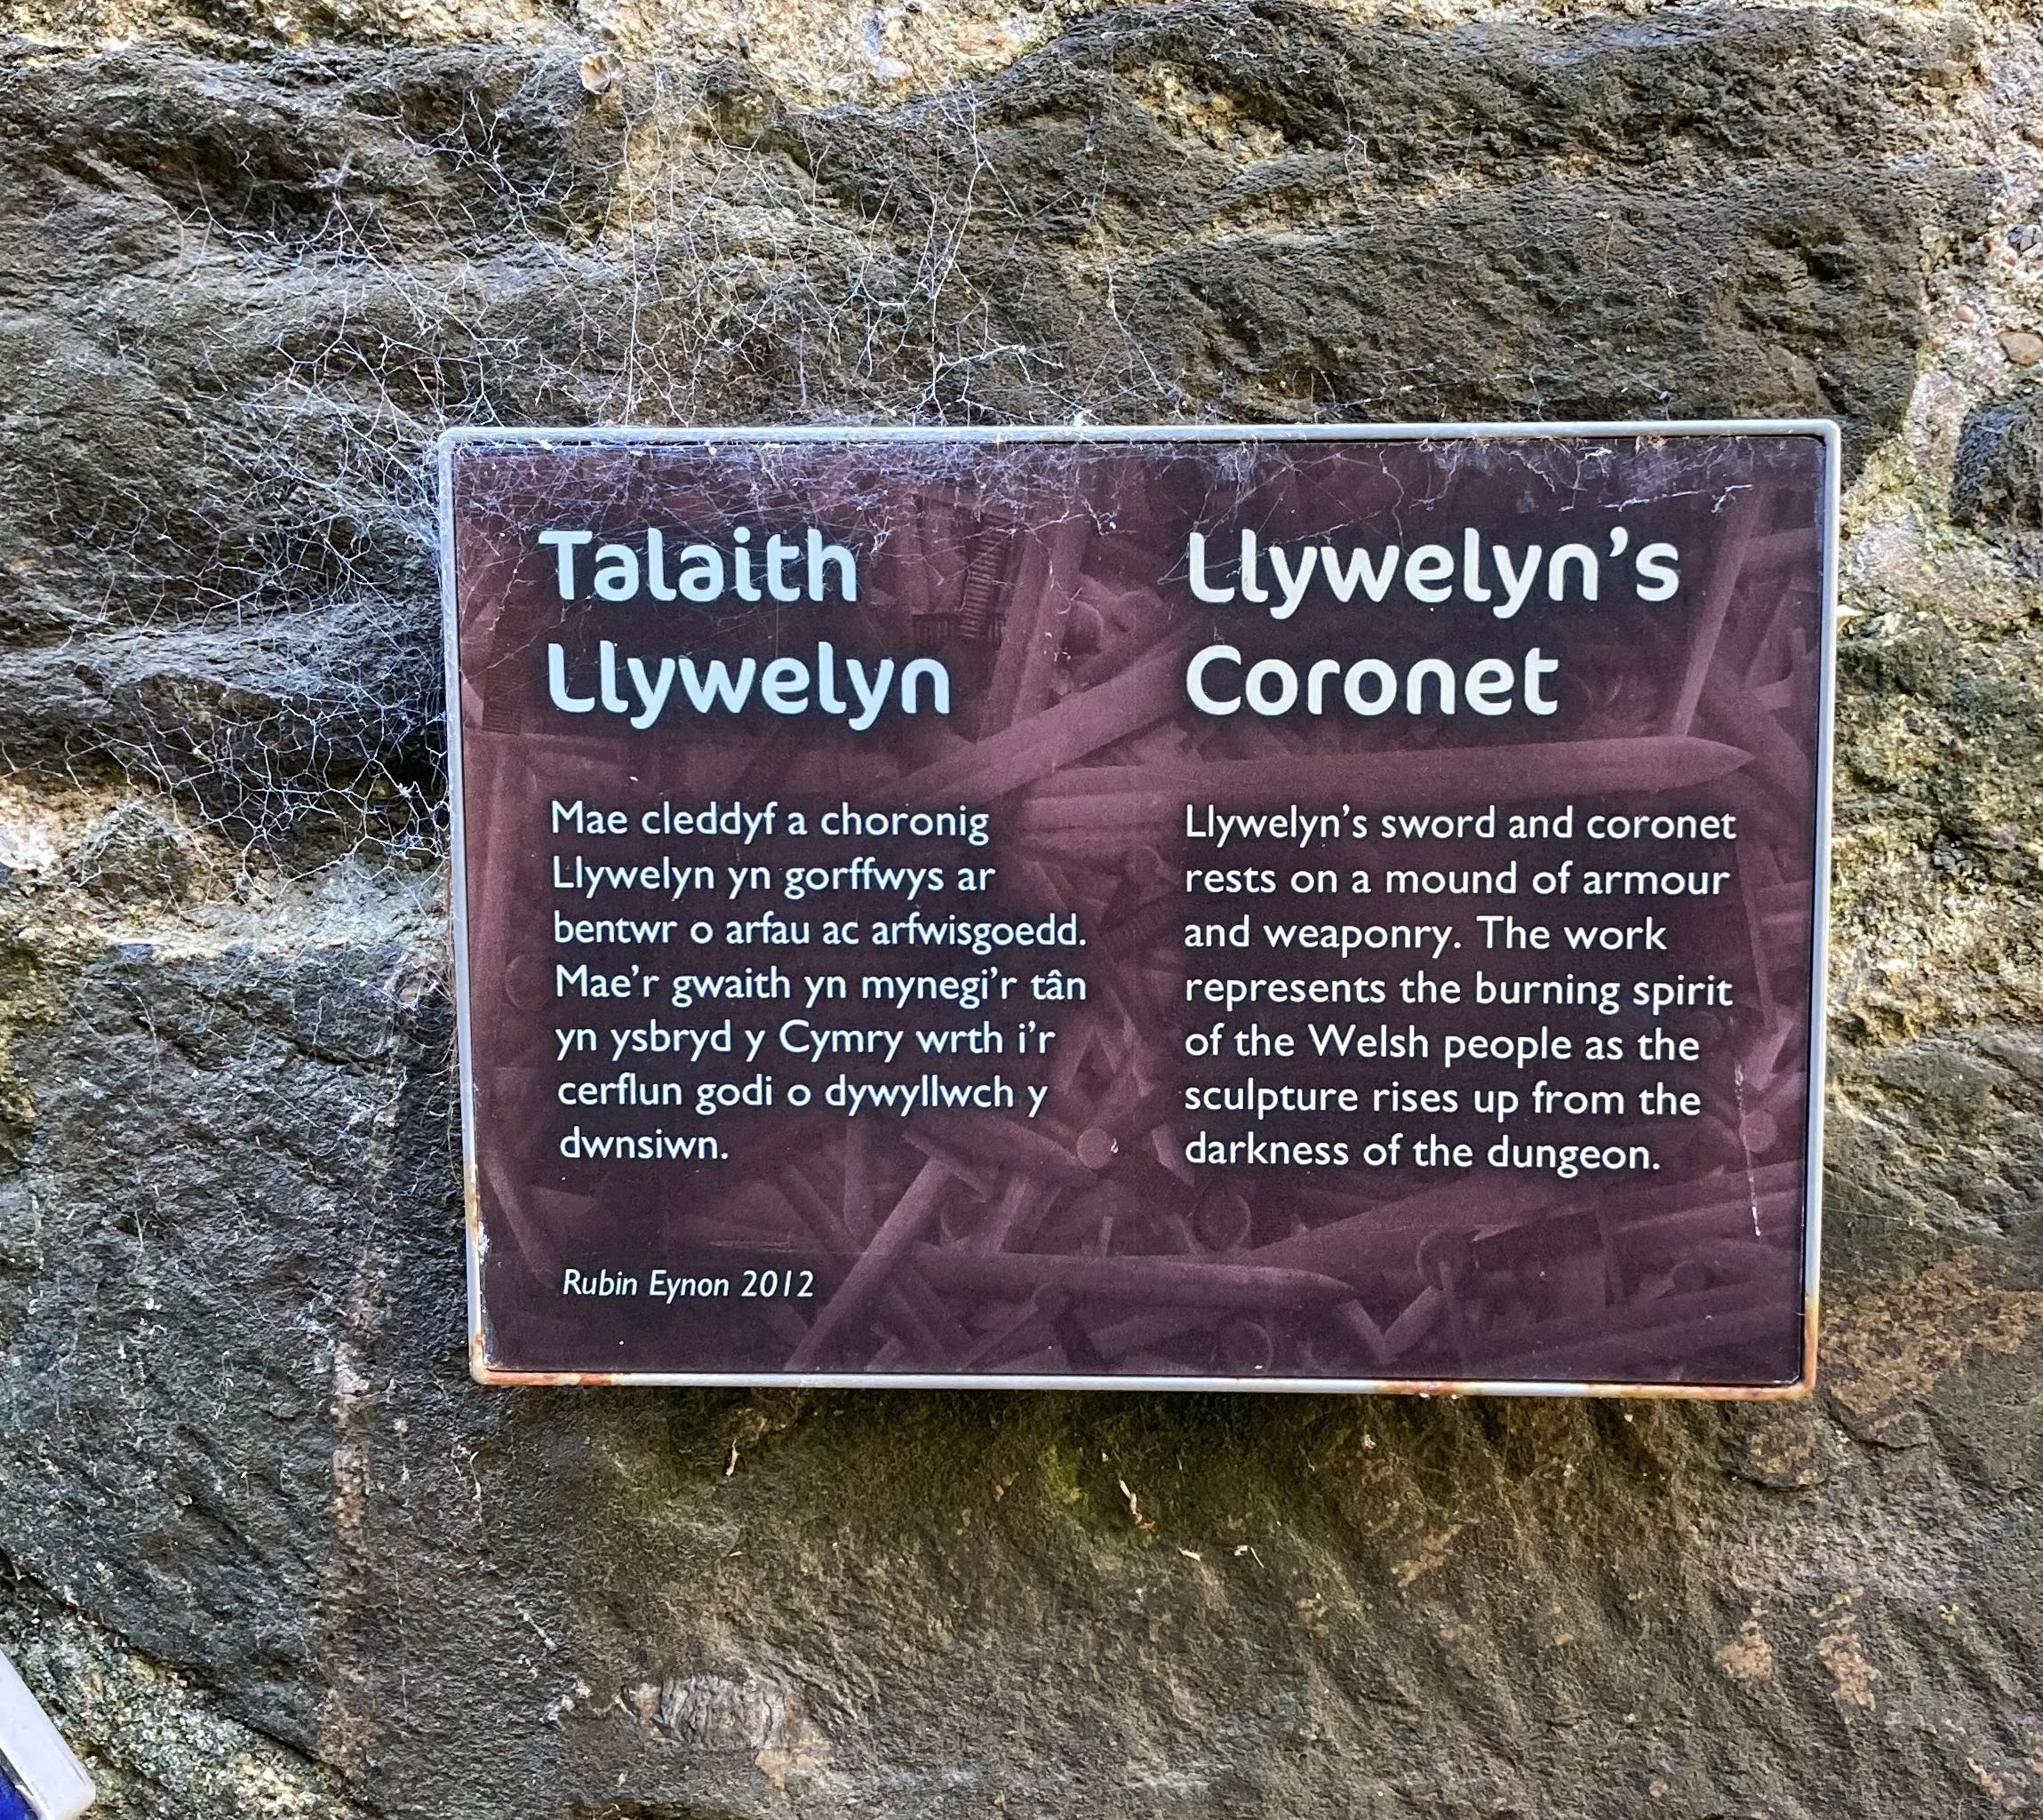 Talaith
Llywelyn
Mae cleddyf a choronig
Llywelyn yn gorffwys ar
bentwr o arfau ac arfwisgoedd.
Mae'r gwaith yn mynegi'r tân
yn ysbryd y Cymry wrth i'r
cerflun godi o dywyllwch y
dwnsiwn.
Rubin Eynon 2012
Llywelyn's
Coronet
Llywelyn's sword and coronet
rests on a mound of armour
and weaponry. The work
represents the burning spirit
of the Welsh people as the
sculpture rises up from the
darkness of the dungeon.